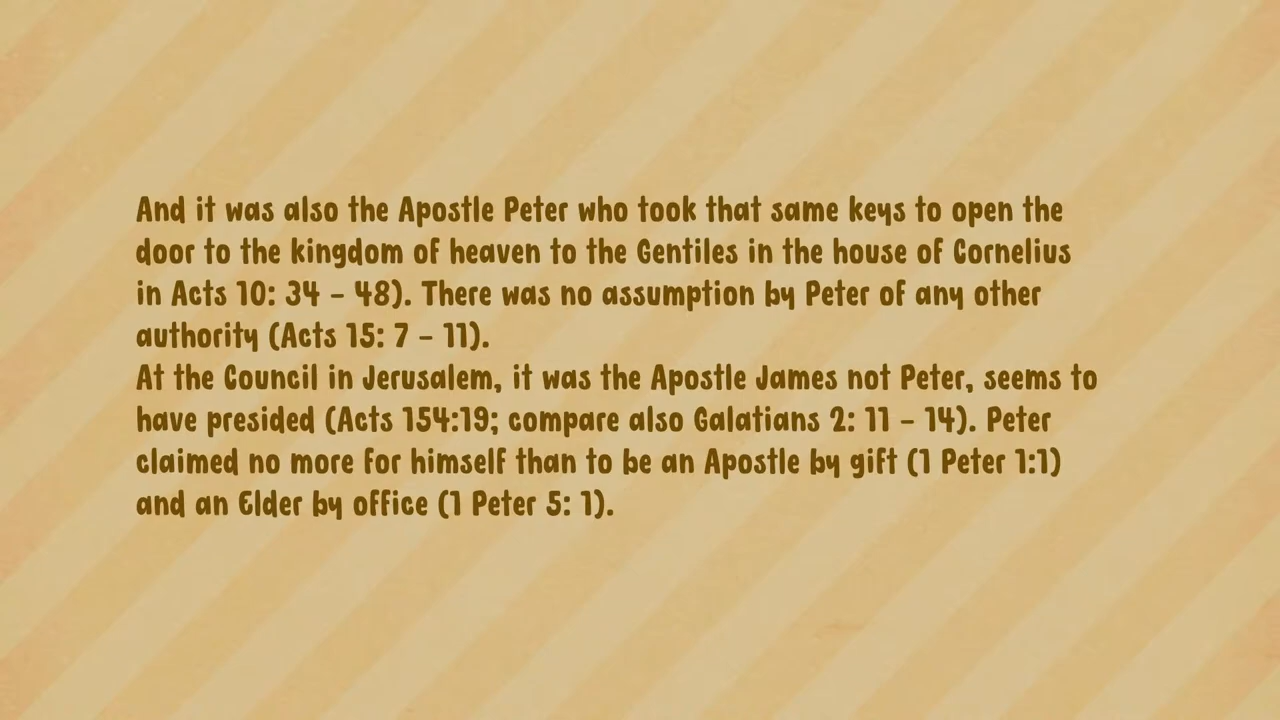 And it was also the Apostle Peter who took that same keys to open the
door to the kingdom of heaven to the Gentiles in the house of Cornelius
in Acts 10: 34 – 48). There was no assumption by Peter of any other
authority (Acts 15: 7 – 11).
At the Council in Jerusalem, it was the Apostle James not Peter, seems to
have presided (Acts 154:19; compare also Galatians 2: 11 – 14). Peter
claimed no more for himself than to be an Apostle by gift (1 Peter 1:1)
and an Elder by office (1 Peter 5: 1).